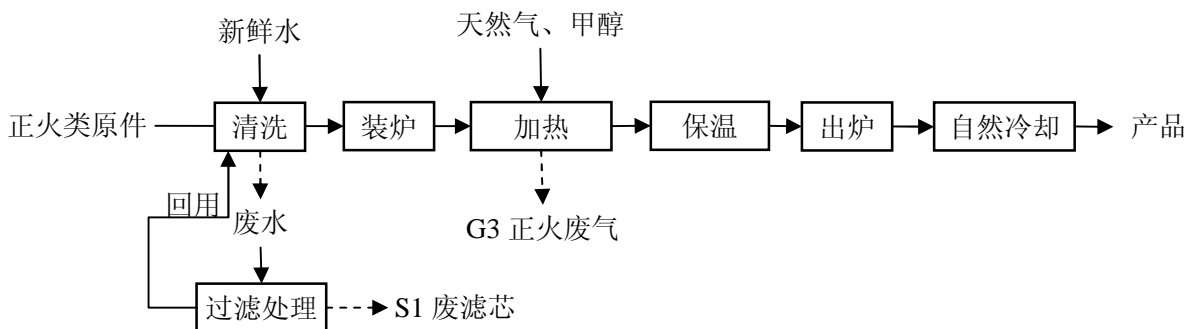 新鲜水
天然气、甲醇
正火类原件
清洗
装炉
加热
保温
出炉
自然冷却
产品
回用
废水
G3 正火废气
过滤处理
S1 废滤芯